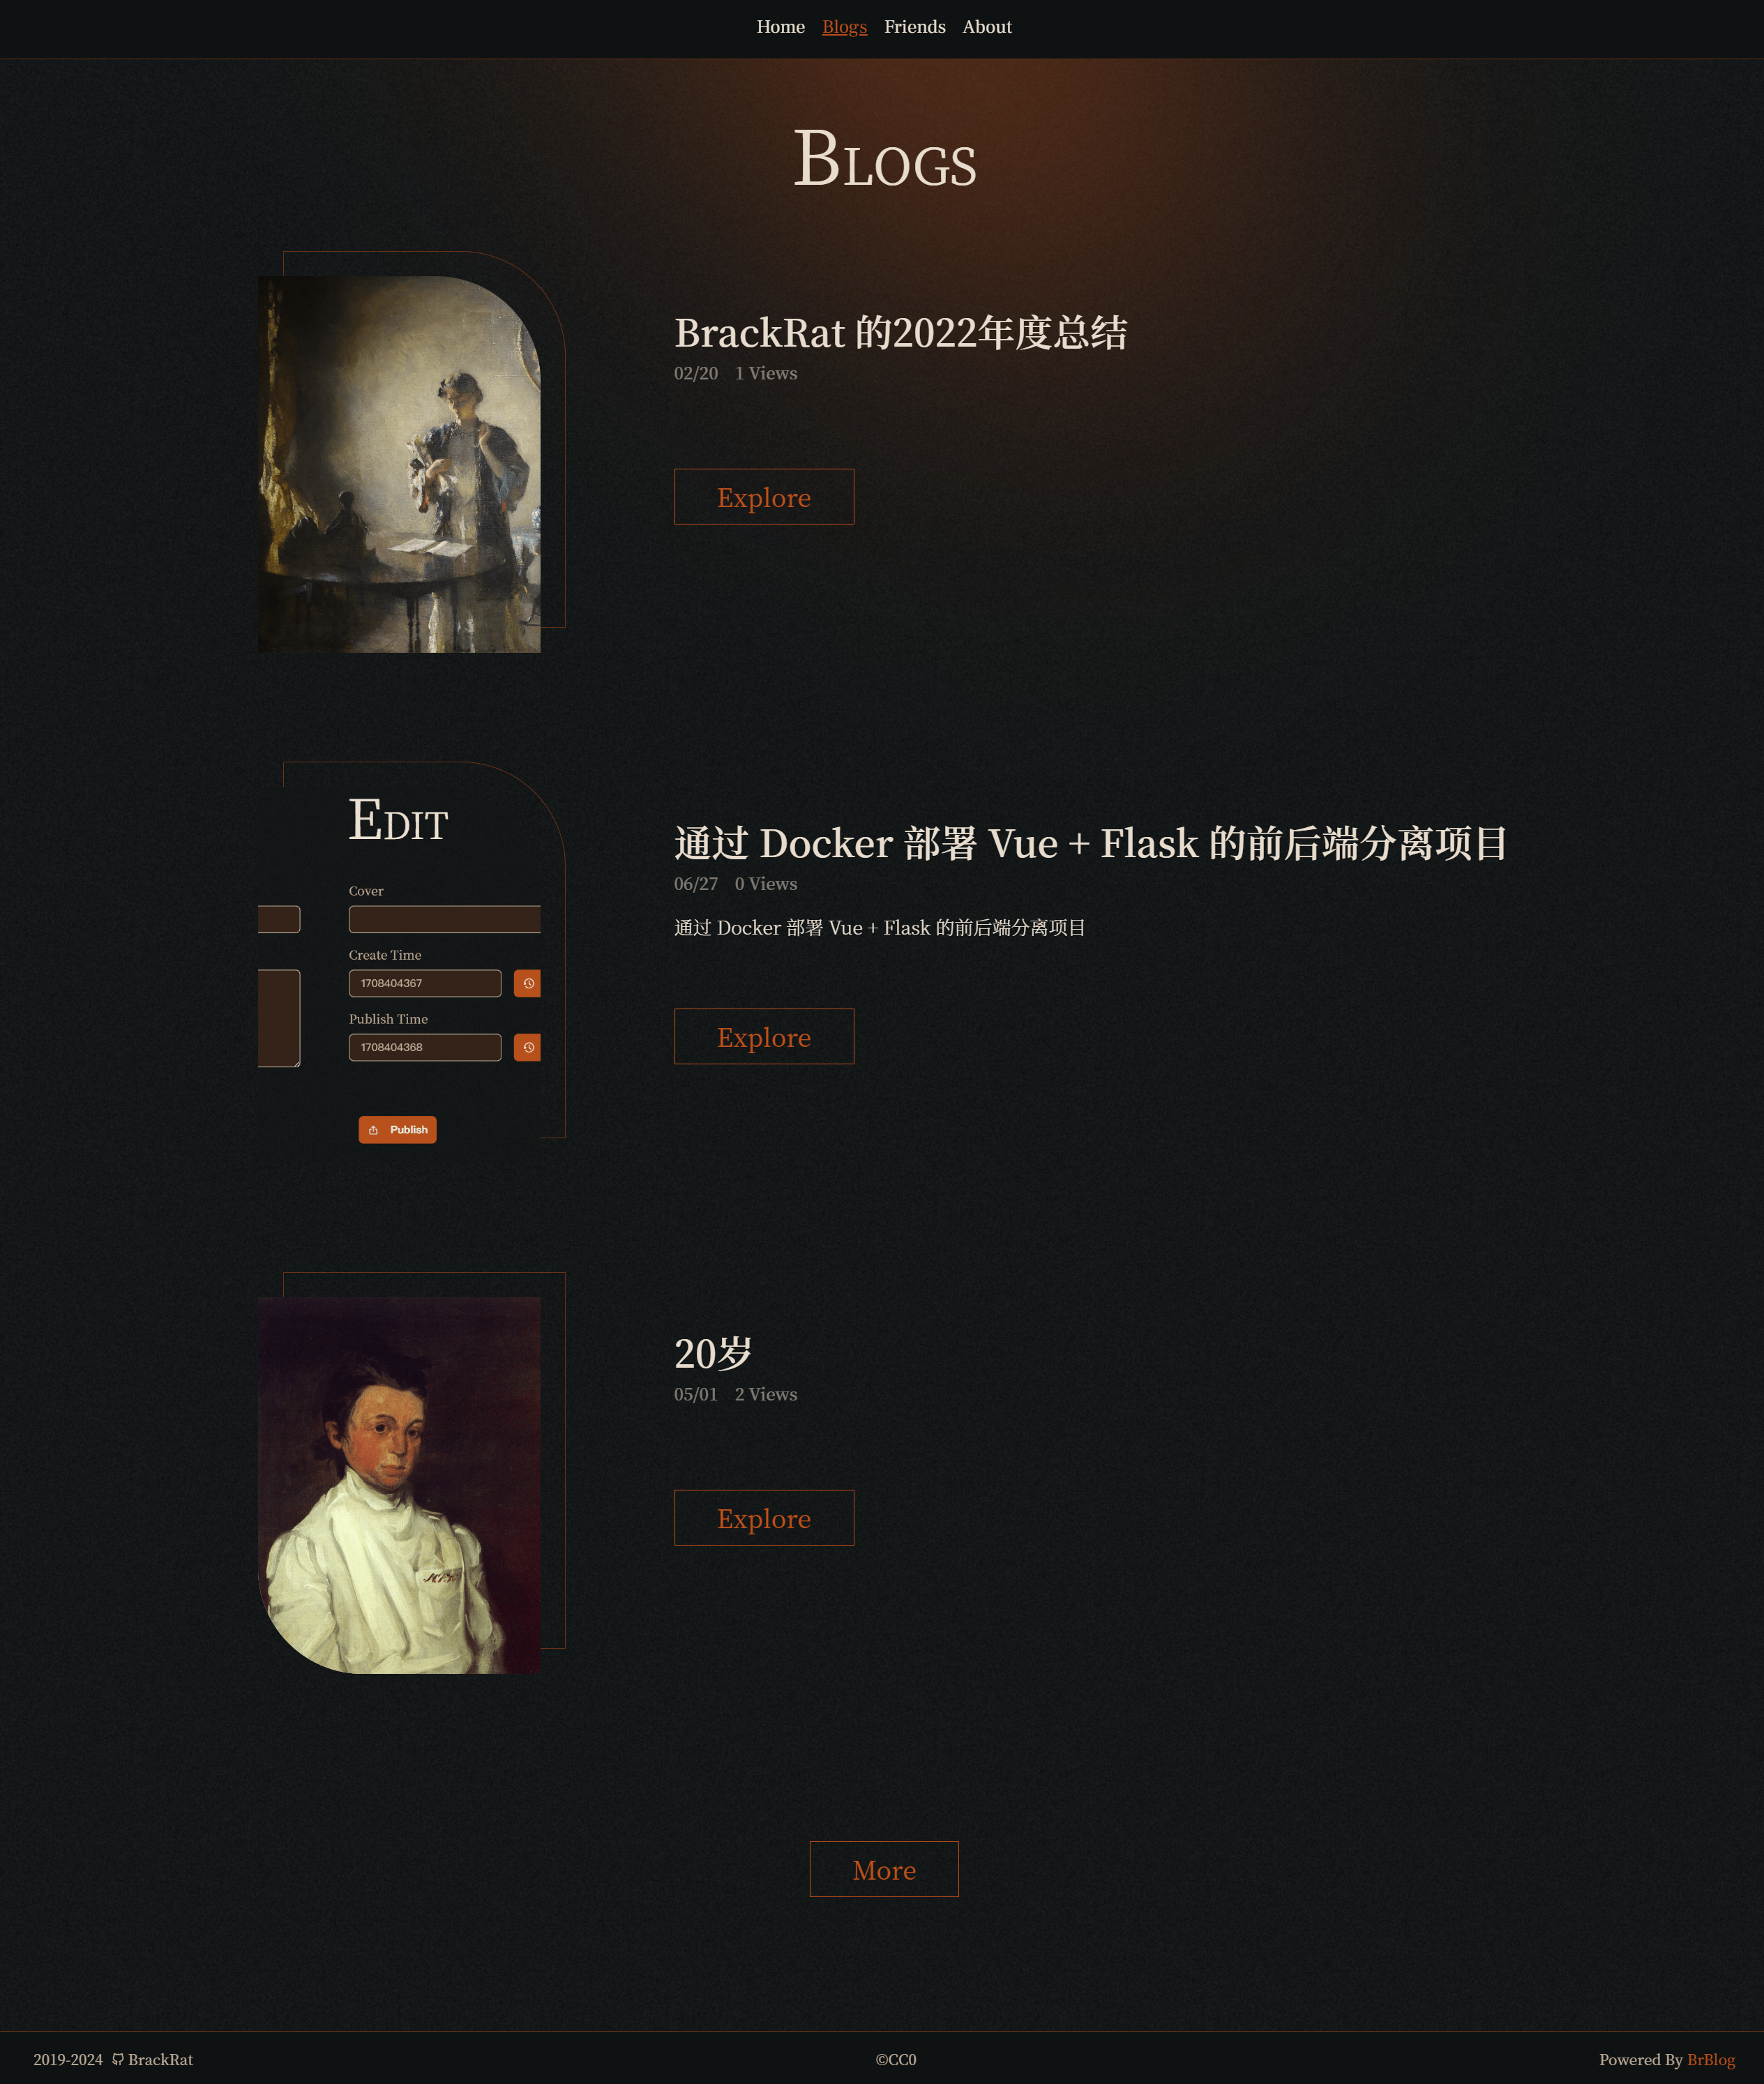 Home Blogs Friends About
Blogs
BrackRat 的2022年度总结
02/20 1 Views
Explore
Edit
Cover
Create Time
1708404367
Publish Time
1708404368
Publish
通过 Docker 部署 Vue + Flask 的前后端分离项目
06/27 0 Views
通过 Docker 部署 Vue + Flask 的前后端分离项目
Explore
20岁
05/01 2 Views
Explore
More
2019-2024 BrackRat
©CC0
Powered By BrBlog